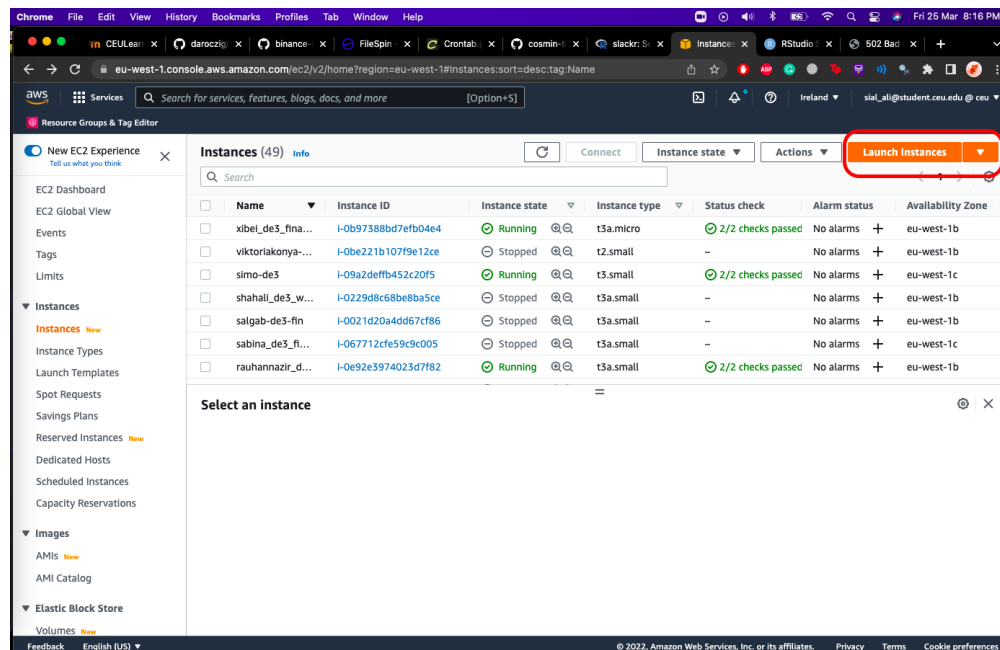 Chrome File Edit View History Bookmarks Profiles Tab Window Help Fri 25 Mar 8:16 PM
CEULearn daroczig/ binance- FileSpin - Crontab. cosmin-ti slackr: S Instances RStudio S 502 Bad
eu-west-1.console.aws.amazon.com/ec2/v2/home?region=eu-west-1#Instances:sort=desc:tag:Name
aws Services Search for services, features, blogs, docs, and more [Option+S] Ireland ▼ sial_ali@student.ceu.edu @ ceu ▼
Resource Groups & Tag Editor
New EC2 Experience
Tell us what you think
EC2 Dashboard
EC2 Global View
Events
Tags
Limits
▼ Instances
Instances New
Instance Types
Launch Templates
Spot Requests
Savings Plans
Reserved Instances New
Dedicated Hosts
Scheduled Instances
Capacity Reservations
▼ Images
AMIs New
AMI Catalog
▼ Elastic Block Store
Volumes New
Instances (49) Info Connect Instance state ▼ Actions ▼ Launch Instances ▼
Search
1
Name ▼ Instance ID Instance state Instance type Status check Alarm status Availability Zone
xibei_de3_fina... i-0b97388bd7efb04e4 Running t3a.micro 2/2 checks passed No alarms + eu-west-1b
viktoriakonya-... i-0be221b107f9e12ce Stopped t2.small – No alarms + eu-west-1b
simo-de3 i-09a2deffb452c20f5 Running t3.small 2/2 checks passed No alarms + eu-west-1c
shahali_de3_w... i-0229d8c68be8ba5ce Stopped t3a.small – No alarms + eu-west-1b
salgab-de3-fin i-0021d20a4dd67cf86 Stopped t3a.small – No alarms + eu-west-1b
sabina_de3_fi... i-067712cfe59c9c005 Stopped t3a.small – No alarms + eu-west-1c
rauhannazir_d... i-0e92e3974023d7f82 Running t3a.small 2/2 checks passed No alarms + eu-west-1b
Select an instance
Feedback English (US) ▼ © 2022, Amazon Web Services, Inc. or its affiliates. Privacy Terms Cookie preferences